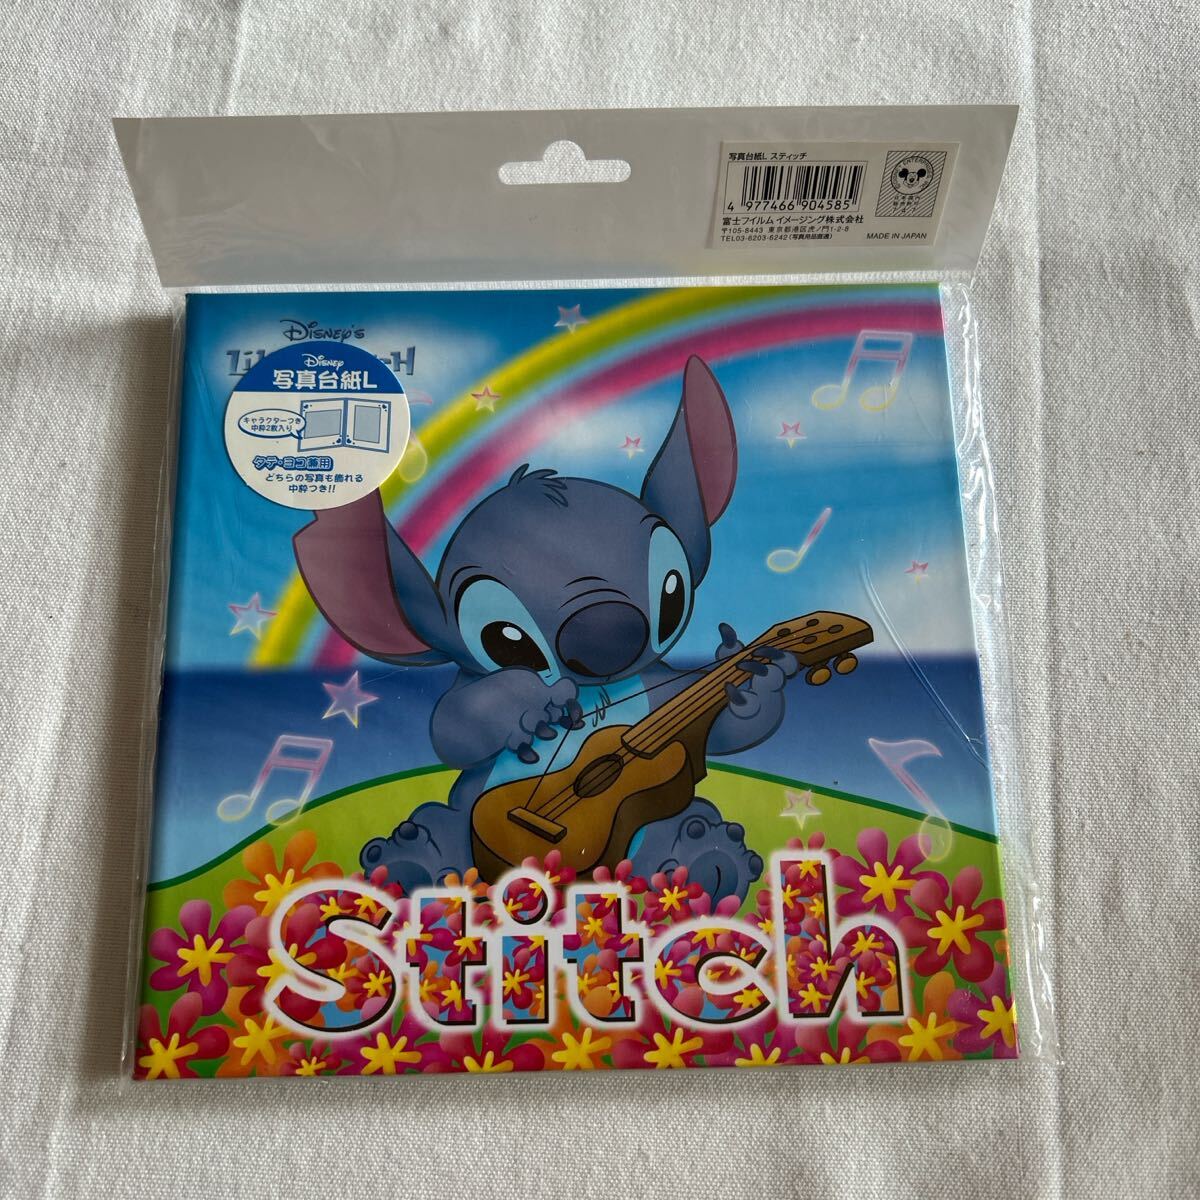 写真台紙L スティッチ
4 977466 904585
富士フイルム イメージング株式会社
〒105-8443 東京都港区虎ノ門1-2-8
TEL03-6203-6242 (写真用品直通)
MADE IN JAPAN
DISNEY'S
Disney
写真台紙L
キャラクターつき
中枠2枚入り
タテ・ヨコ兼用
どちらの写真も飾れる
中枠つき!!
Stitch